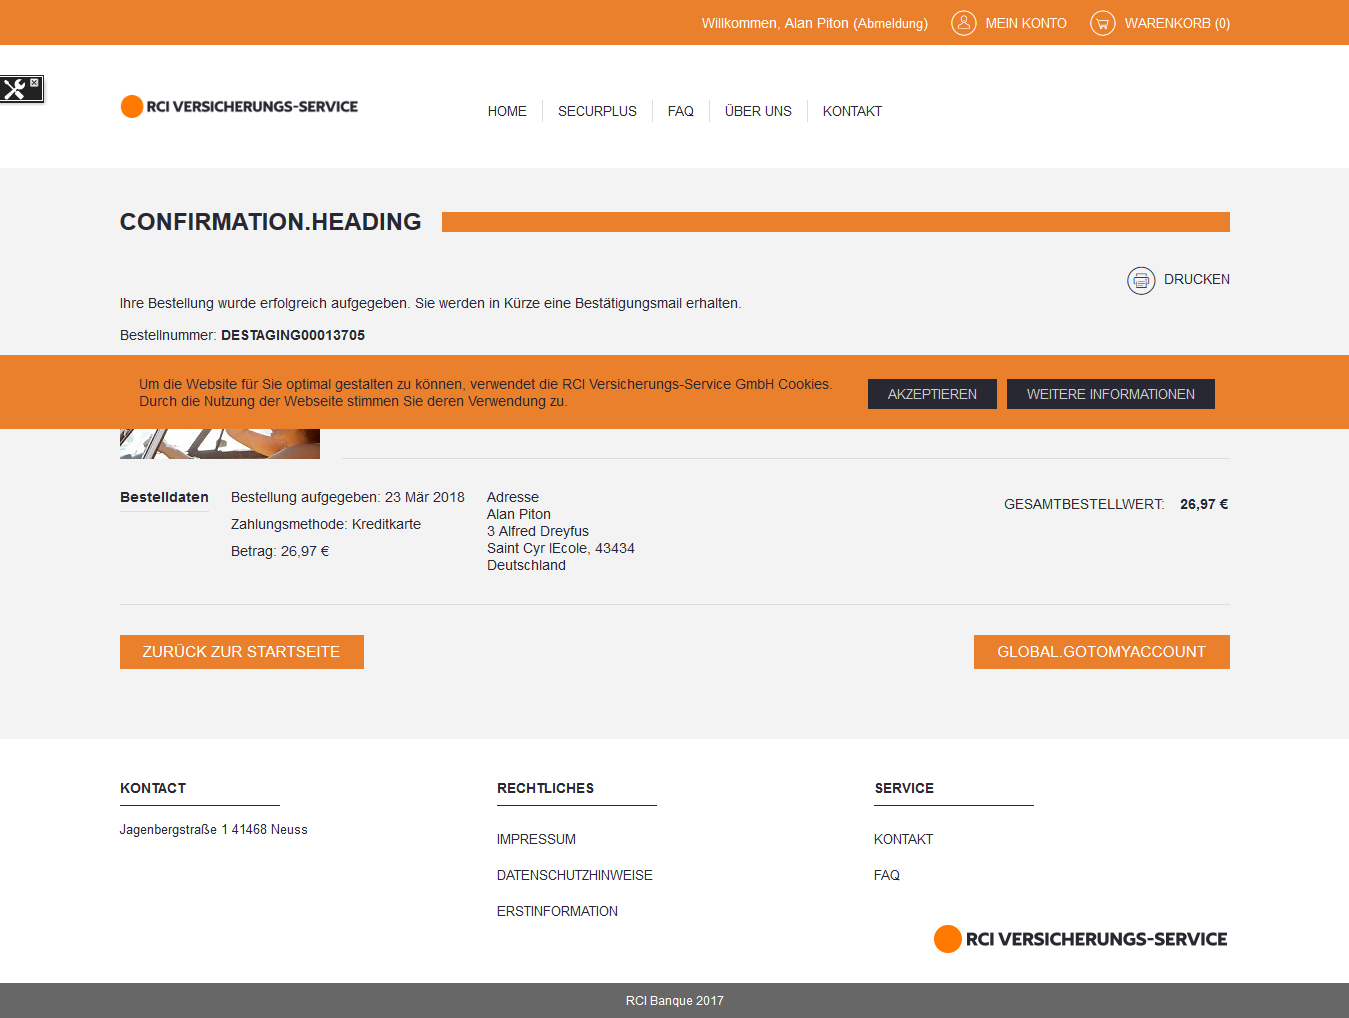 Willkommen, Alan Piton (Abmeldung) MEIN KONTO WARENKORB (0)
RCI VERSICHERUNGS-SERVICE
HOME SECURPLUS FAQ ÜBER UNS KONTAKT
CONFIRMATION.HEADING
DRUCKEN
Ihre Bestellung wurde erfolgreich aufgegeben. Sie werden in Kürze eine Bestätigungsmail erhalten.
Bestellnummer: DESTAGING00013705
Um die Website für Sie optimal gestalten zu können, verwendet die RCI Versicherungs-Service GmbH Cookies.
Durch die Nutzung der Webseite stimmen Sie deren Verwendung zu.
AKZEPTIEREN WEITERE INFORMATIONEN
Bestelldaten
Bestellung aufgegeben: 23 Mär 2018
Zahlungsmethode: Kreditkarte
Betrag: 26,97 €
Adresse
Alan Piton
3 Alfred Dreyfus
Saint Cyr lEcole, 43434
Deutschland
GESAMTBESTELLWERT: 26,97 €
ZURÜCK ZUR STARTSEITE
GLOBAL.GOTOMYACCOUNT
KONTACT
Jagenbergstraße 1 41468 Neuss
RECHTLICHES
IMPRESSUM
DATENSCHUTZHINWEISE
ERSTINFORMATION
SERVICE
KONTAKT
FAQ
RCI VERSICHERUNGS-SERVICE
RCI Banque 2017